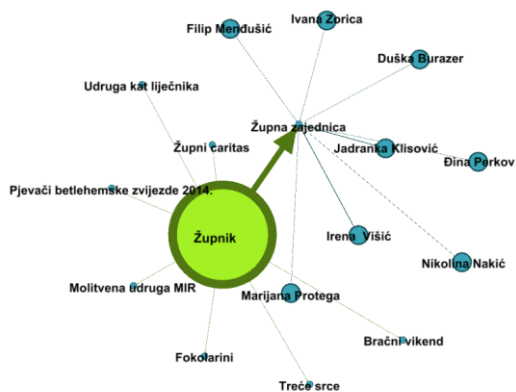 Ivana Zorica
Filip Menđušić
Duška Burazer
Udruga kat liječnika
Župna zajednica
Župni caritas
Jadranka Klisović
Đina Perkov
Pjevači betlehemske zvijezde 2014.
Župnik
Irena Višić
Nikolina Nakić
Molitvena udruga MIR
Marijana Protega
Bračni vikend
Fokolarini
Treće srce